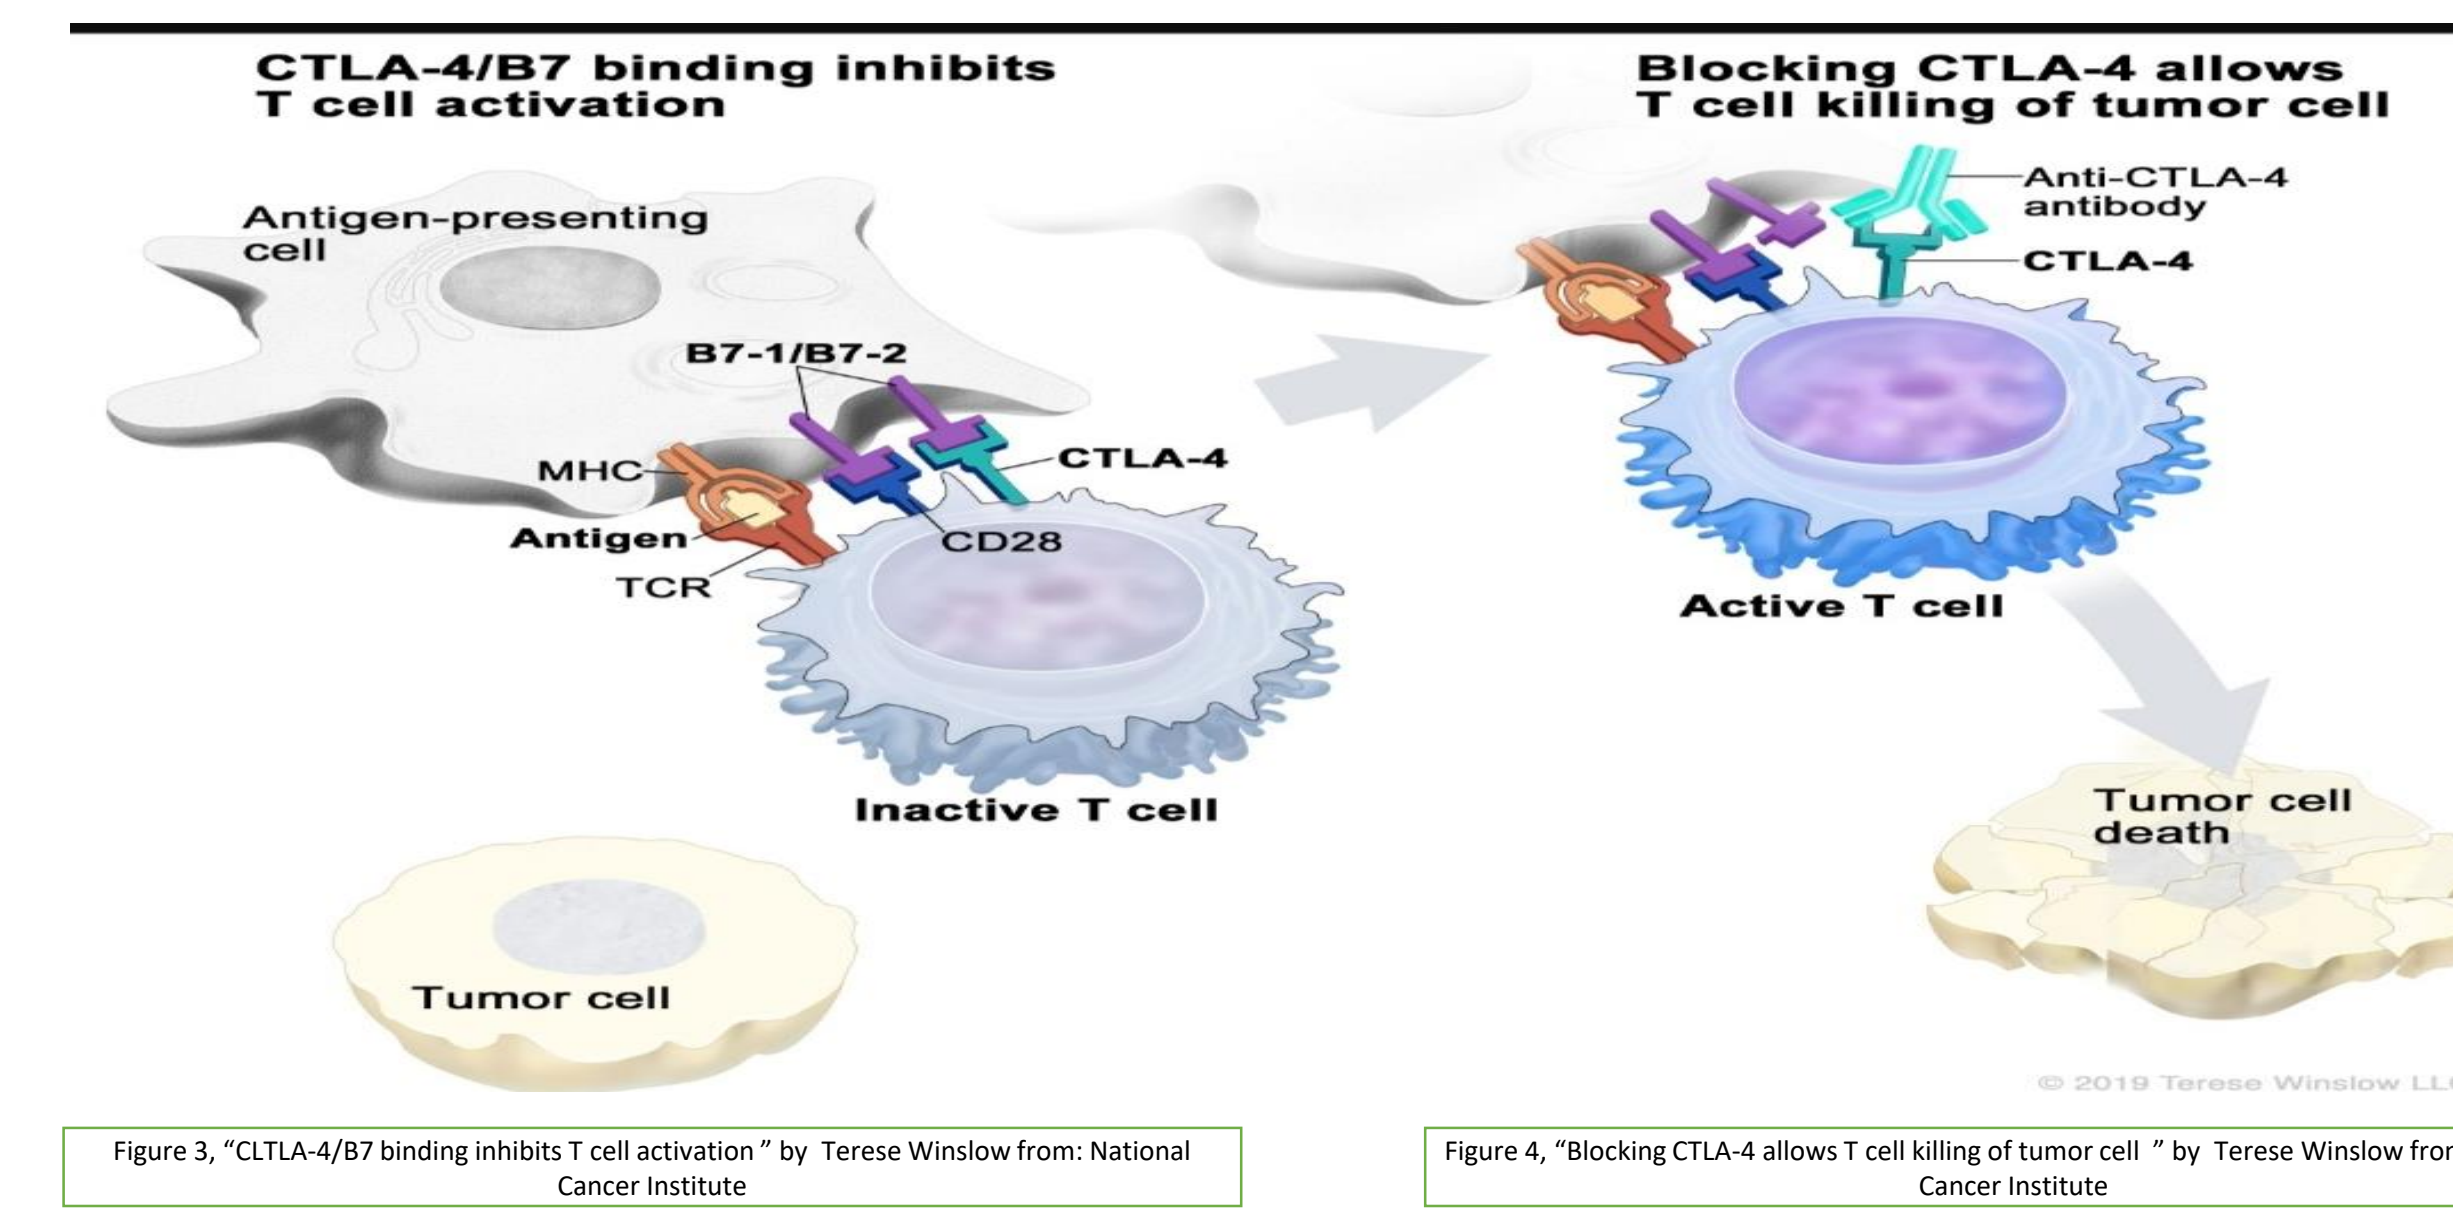 CTLA-4/B7 binding inhibits
T cell activation
Antigen-presenting
cell
B7-1/B7-2
MHC
CTLA-4
Antigen
CD28
TCR
Inactive T cell
Tumor cell
Blocking CTLA-4 allows
T cell killing of tumor cell
Anti-CTLA-4
antibody
CTLA-4
Active T cell
Tumor cell
death
© 2019 Terese Winslow
Figure 3, “CLTLA-4/B7 binding inhibits T cell activation ” by Terese Winslow from: National
Cancer Institute
Figure 4, “Blocking CTLA-4 allows T cell killing of tumor cell ” by Terese Winslow
Cancer Institute